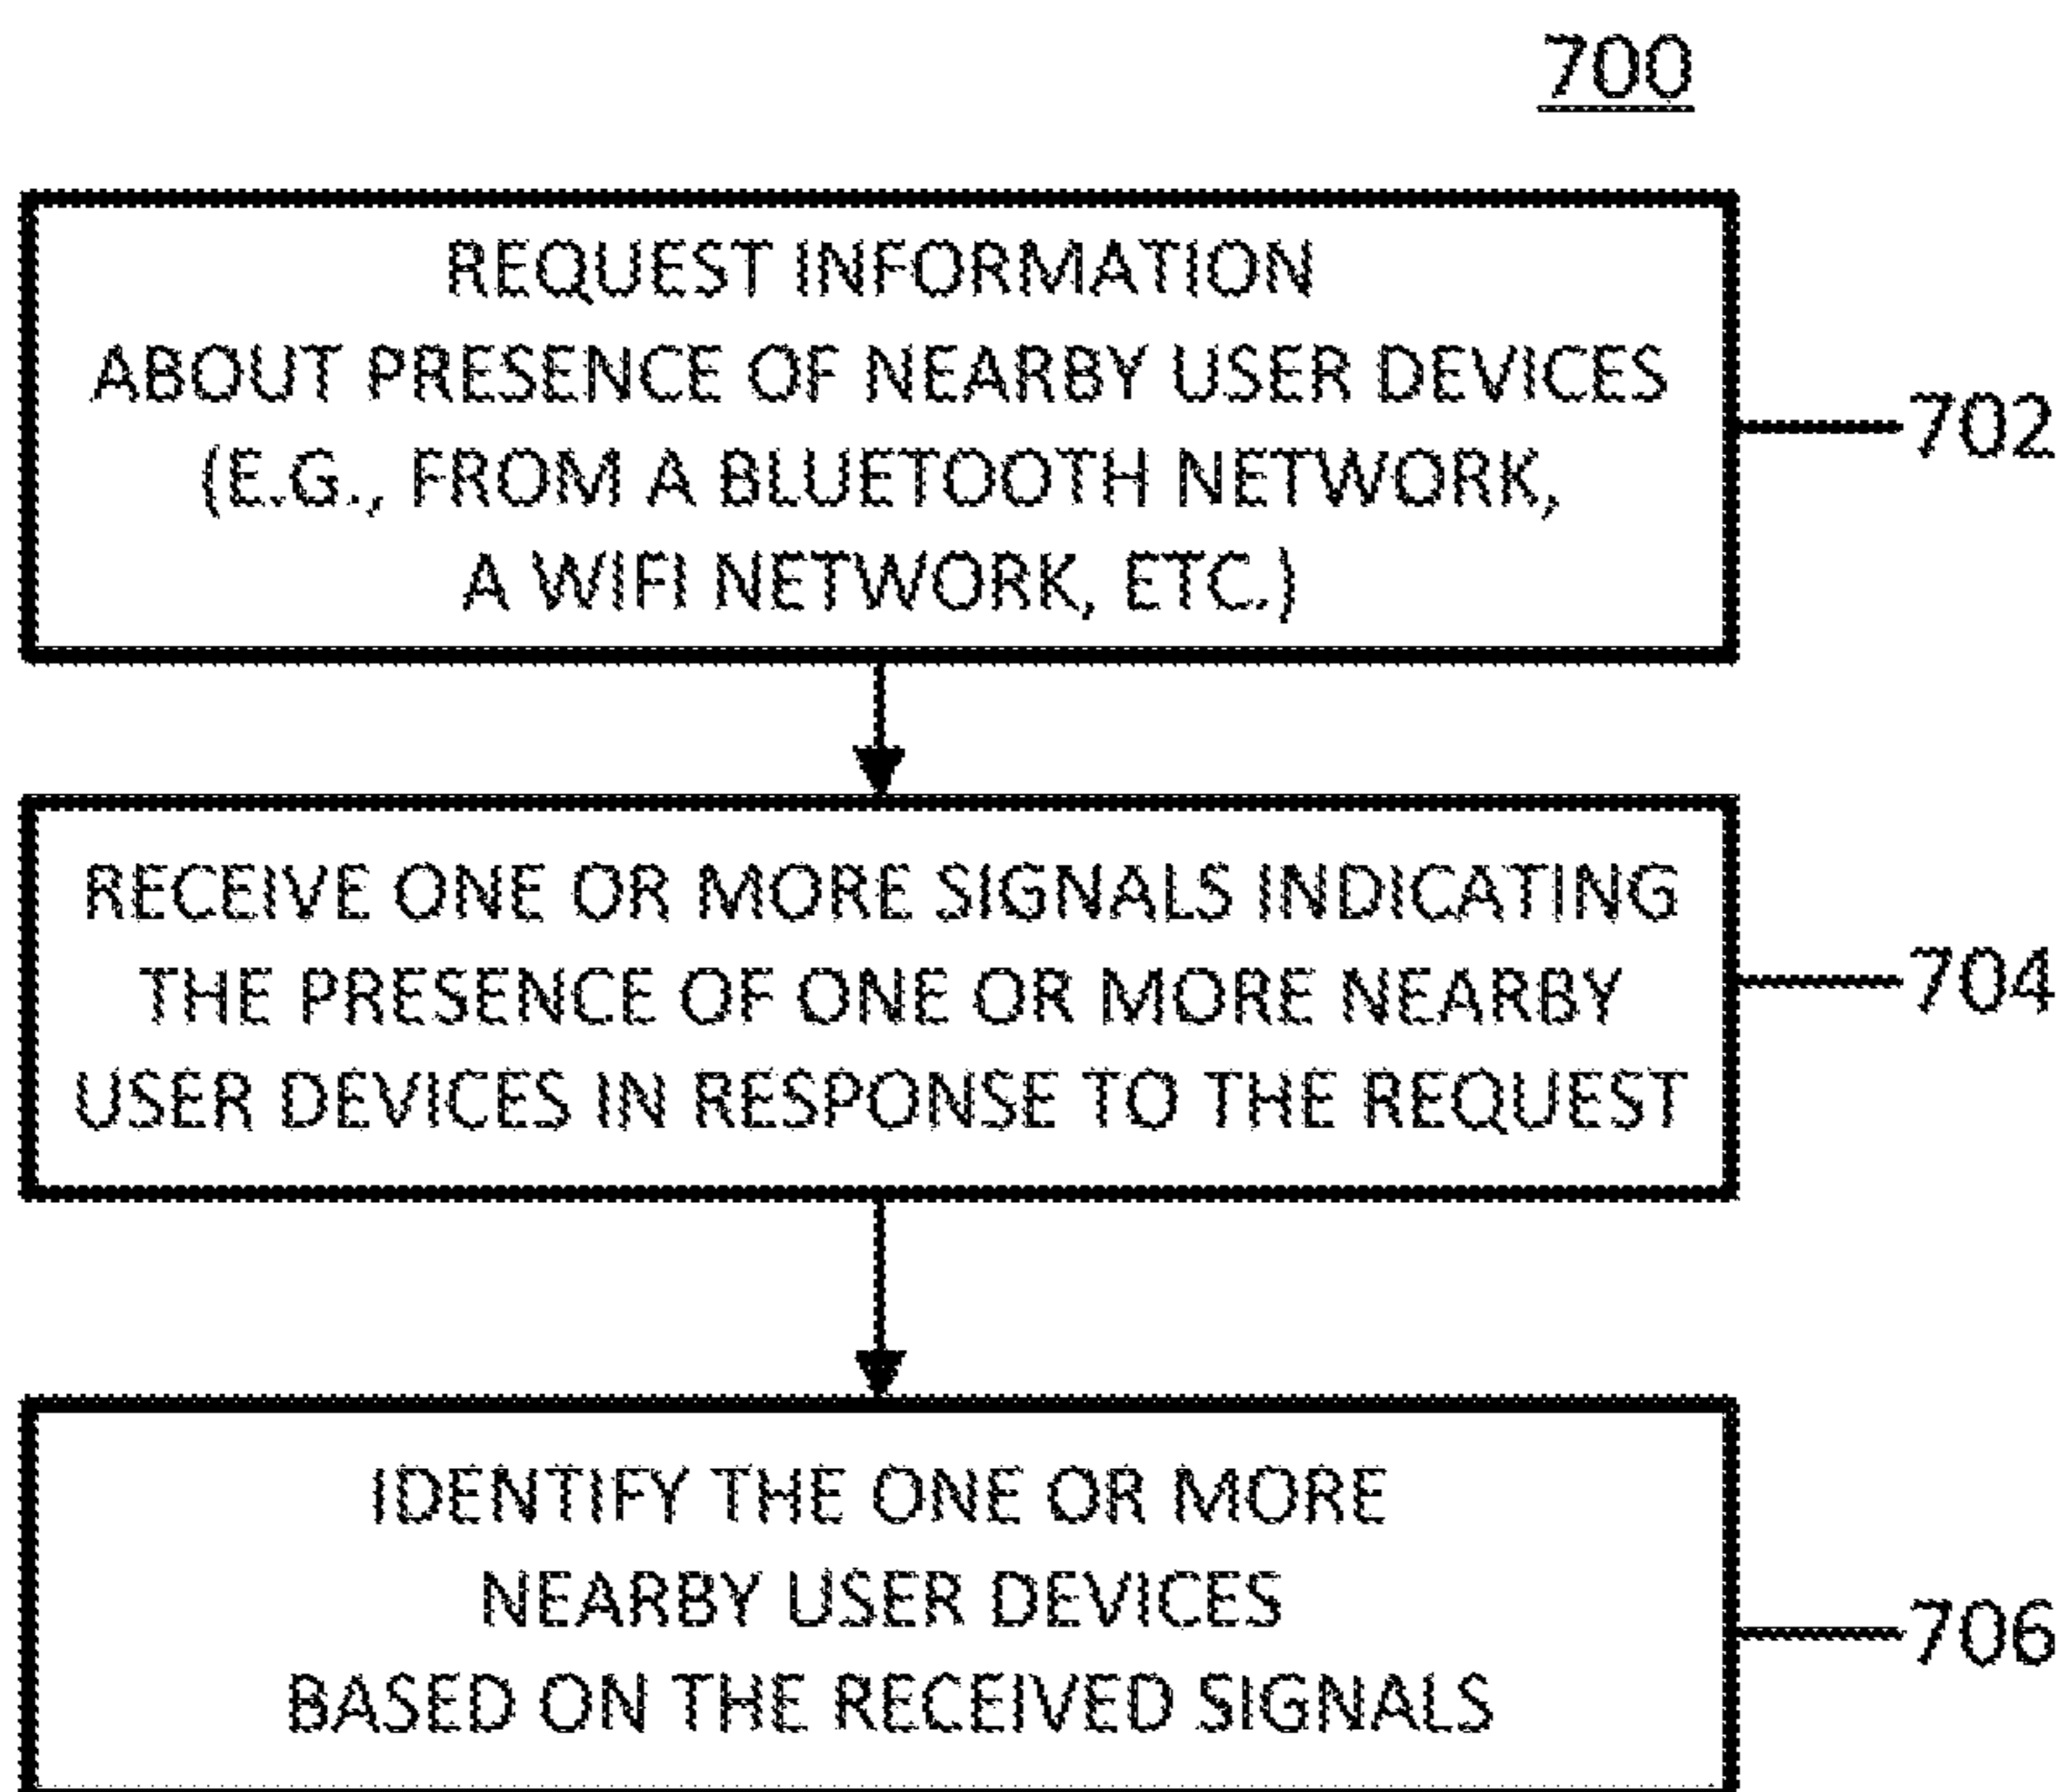 700
REQUEST INFORMATION
ABOUT PRESENCE OF NEARBY USER DEVICES
(E.G., FROM A BLUETOOTH NETWORK,
A WIFI NETWORK, ETC.)
702
RECEIVE ONE OR MORE SIGNALS INDICATING
THE PRESENCE OF ONE OR MORE NEARBY
USER DEVICES IN RESPONSE TO THE REQUEST
704
IDENTIFY THE ONE OR MORE
NEARBY USER DEVICES
BASED ON THE RECEIVED SIGNALS
706